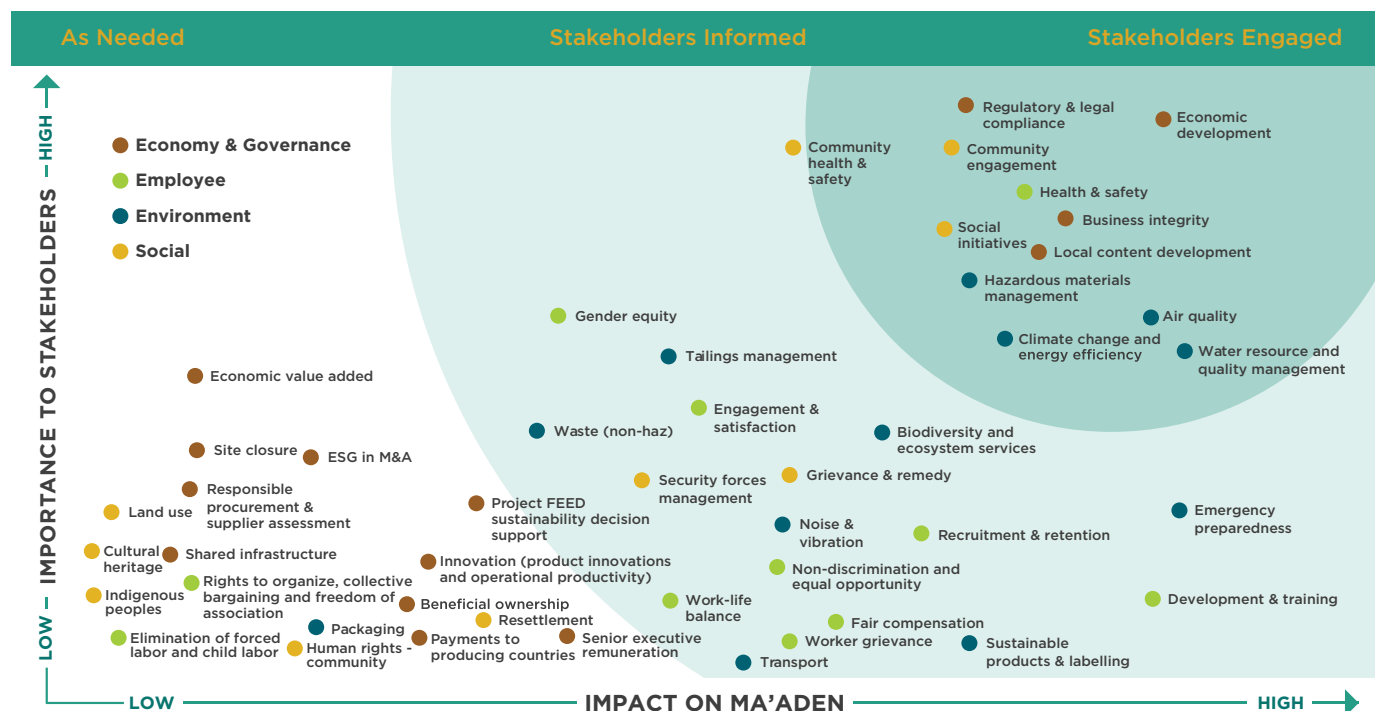 As Needed
Stakeholders Informed
Stakeholders Engaged
LOW
IMPORTANCE TO STAKEHOLDERS
HIGH
Economy & Governance
Employee
Environment
Social
Regulatory & legal
compliance
Economic
development
Community
health &
safety
Community
engagement
Health & safety
Business integrity
Social
initiatives
Local content development
Hazardous materials
management
Air quality
Climate change and
energy efficiency
Water resource and
quality management
Gender equity
Tailings management
Economic value added
Engagement &
satisfaction
Waste (non-haz)
Biodiversity and
ecosystem services
Site closure
ESG in M&A
Grievance & remedy
Security forces
management
Responsible
procurement &
supplier assessment
Land use
Project FEED
sustainability decision
support
Noise &
vibration
Emergency
preparedness
Recruitment & retention
Cultural
heritage
Shared infrastructure
Innovation (product innovations
and operational productivity)
Non-discrimination and
equal opportunity
Rights to organize, collective
bargaining and freedom of
association
Indigenous
peoples
Beneficial ownership
Work-life
balance
Development & training
Resettlement
Fair compensation
Packaging
Elimination of forced
labor and child labor
Human rights -
community
Payments to
producing countries
Senior executive
remuneration
Worker grievance
Sustainable
products & labelling
Transport
LOW
IMPACT ON MA’ADEN
HIGH